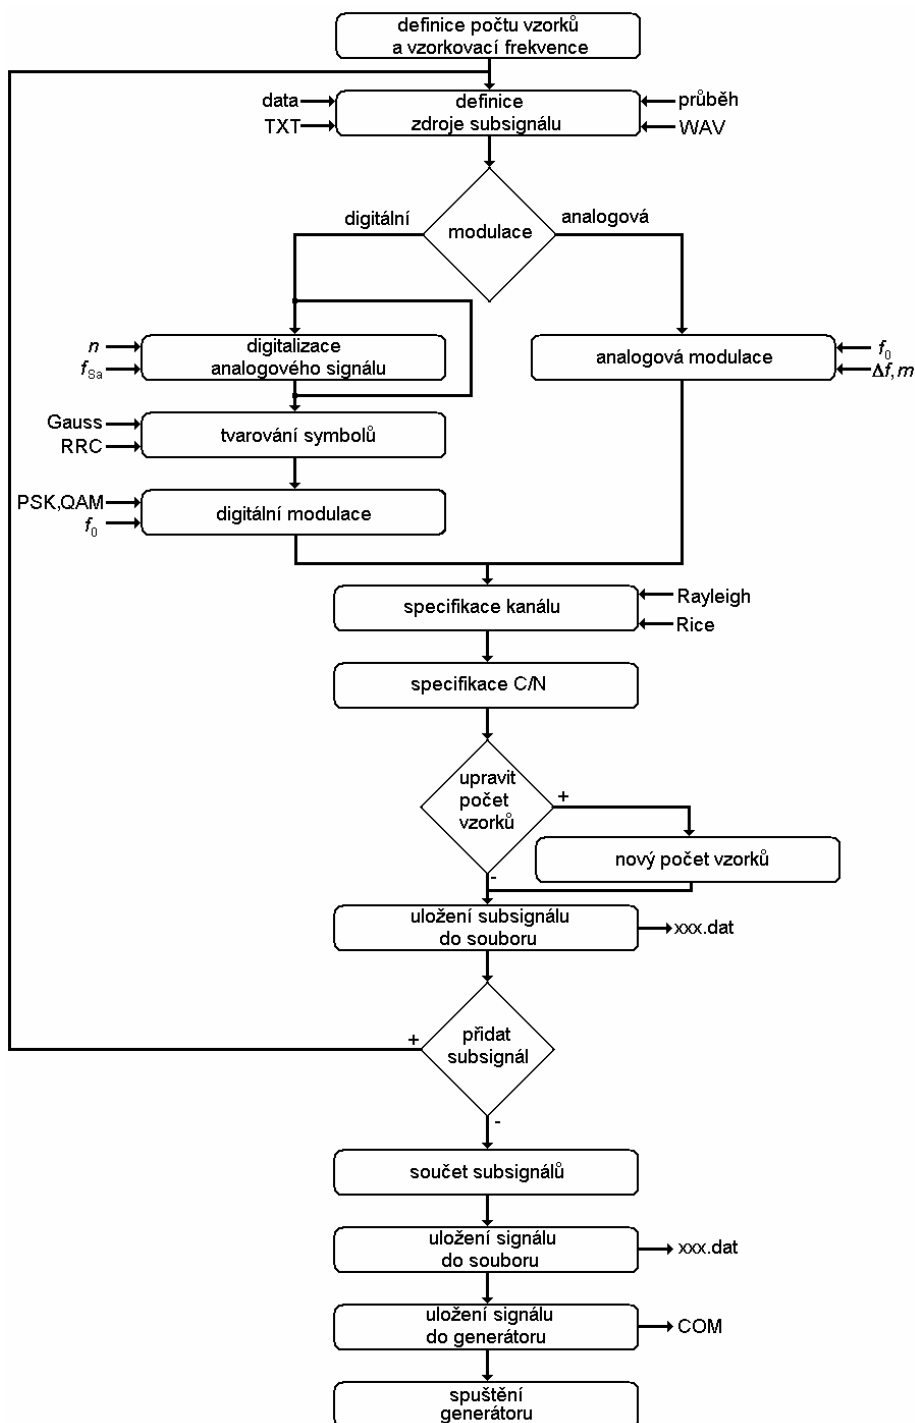 definice počtu vzorků
a vzorkovací frekvence
data
TXT
definice
zdroje subsignálu
průběh
WAV
digitální
modulace
analogová
n
fSa
digitalizace
analogového signálu
analogová modulace
f0
Δf, m
Gauss
RRC
tvarování symbolů
PSK,QAM
f0
digitální modulace
specifikace kanálu
Rayleigh
Rice
specifikace C/N
upravit
počet
vzorků
+
nový počet vzorků
-
uložení subsignálu
do souboru
xxx.dat
+
přidat
subsignál
-
součet subsignálů
uložení signálu
do souboru
xxx.dat
uložení signálu
do generátoru
COM
spuštění
generátoru